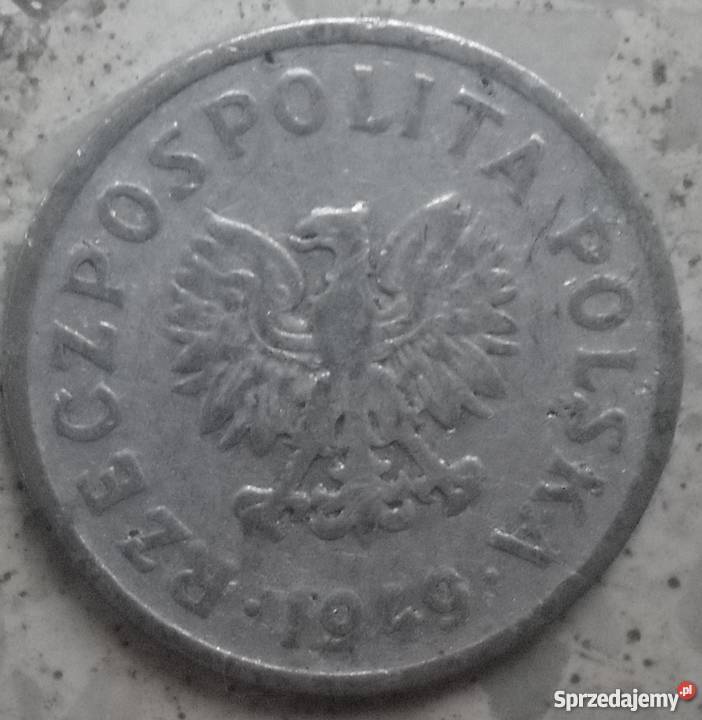 RZECZPOSPOLITA POLSKA
· 1949 ·
Sprzedajemy.pl